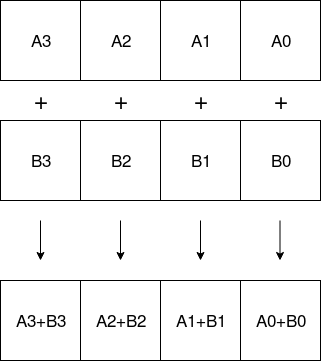 A3 A2 A1 A0
+ + + +
B3 B2 B1 B0
A3+B3 A2+B2 A1+B1 A0+B0